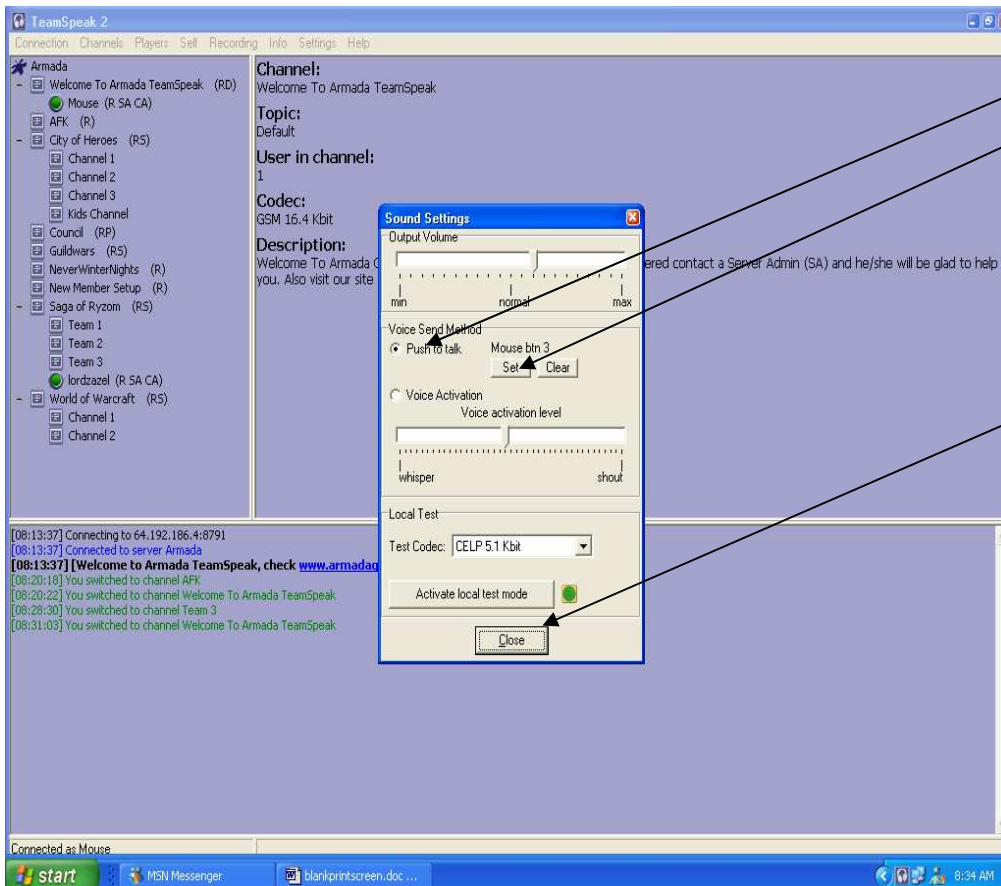 TeamSpeak 2
Connection Channels Players Self Recording Info Settings Help
Armada
Welcome To Armada TeamSpeak (RD)
Mouse (R SA CA)
AFK (R)
City of Heroes (RS)
Channel 1
Channel 2
Channel 3
Kids Channel
Council (RP)
Guildwars (RS)
NeverWinterNights (R)
New Member Setup (R)
Saga of Ryzom (RS)
Team 1
Team 2
Team 3
lordzazel (R SA CA)
World of Warcraft (RS)
Channel 1
Channel 2
Channel:
Welcome To Armada TeamSpeak
Topic:
Default
User in channel:
1
Codec:
GSM 16.4 Kbit
Description:
Welcome To Armada
ered contact a Server Admin (SA) and he/she will be glad to help
you. Also visit our site
Sound Settings
Output Volume
min normal max
Voice Send Method
Push to talk Mouse btn 3
Set Clear
Voice Activation
Voice activation level
whisper shout
Local Test
Test Codec: CELP 5.1 Kbit
Activate local test mode
Close
[08:13:37] Connecting to 64.192.186.4:8791
[08:13:37] Connected to server Armada
[08:13:37] [Welcome to Armada TeamSpeak, check www.armadag
[08:20:18] You switched to channel AFK
[08:20:22] You switched to channel Welcome To Armada TeamSpeak
[08:28:30] You switched to channel Team 3
[08:31:03] You switched to channel Welcome To Armada TeamSpeak
Connected as Mouse
start MSN Messenger blankprintscreen.doc ... 8:34 AM